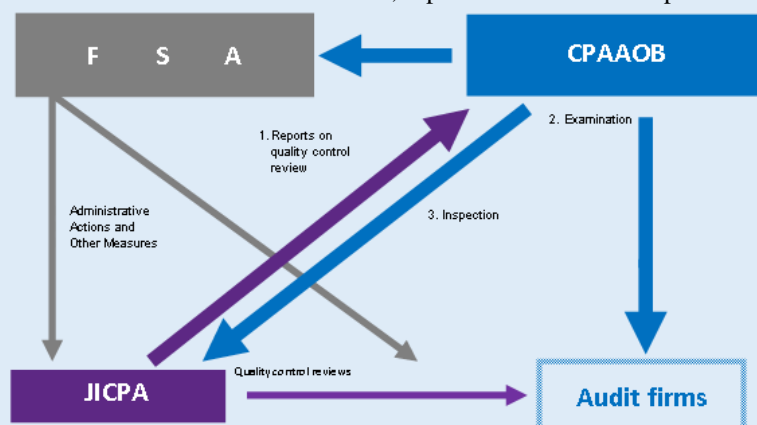 F S A
CPAAOB
1. Reports on
quality control
review
2. Examination
3. Inspection
Administrative
Actions and
Other Measures
Quality control reviews
JICPA
Audit firms